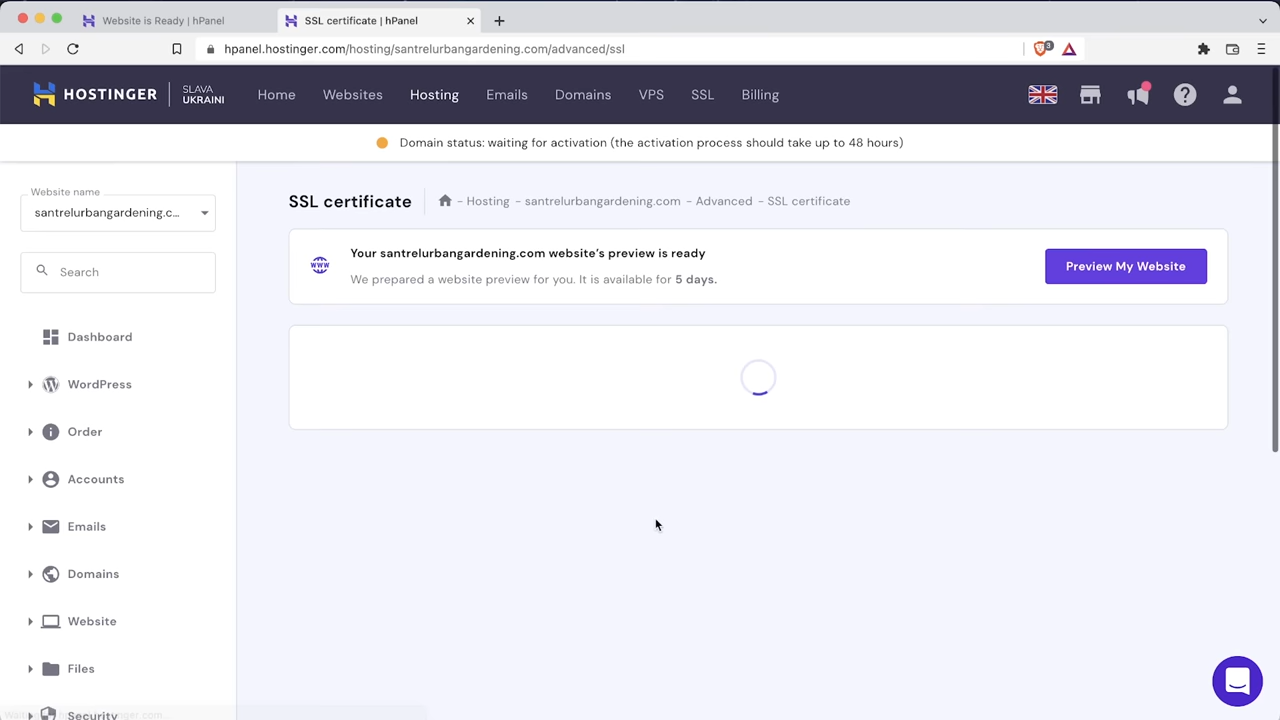 Website is Ready | hPanel
SSL certificate | hPanel
hpanel.hostinger.com/hosting/santrelurbangardening.com/advanced/ssl
3
HOSTINGER
SLAVA
UKRAINI
Home
Websites
Hosting
Emails
Domains
VPS
SSL
Billing
Domain status: waiting for activation (the activation process should take up to 48 hours)
Website name
santrelurbangardening.c...
Search
Dashboard
WordPress
Order
Accounts
Emails
Domains
Website
Files
Security
SSL certificate
- Hosting - santrelurbangardening.com - Advanced - SSL certificate
WWW
Your santrelurbangardening.com website's preview is ready
We prepared a website preview for you. It is available for 5 days.
Preview My Website